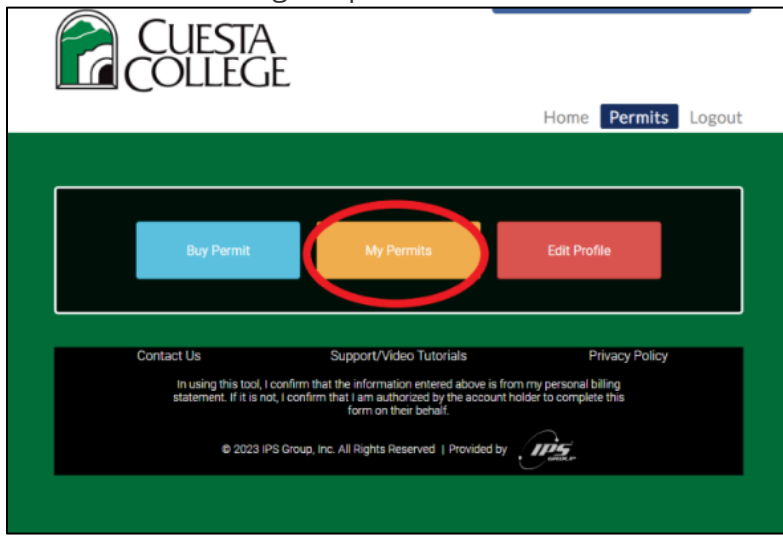 CUESTA
COLLEGE
Home Permits Logout
Buy Permit My Permits Edit Profile
Contact Us Support/Video Tutorials Privacy Policy
In using this tool, I confirm that the information entered above is from my personal billing
statement. If it is not, I confirm that I am authorized by the account holder to complete this
form on their behalf.
© 2023 IPS Group, Inc. All Rights Reserved | Provided by IPS GROUP